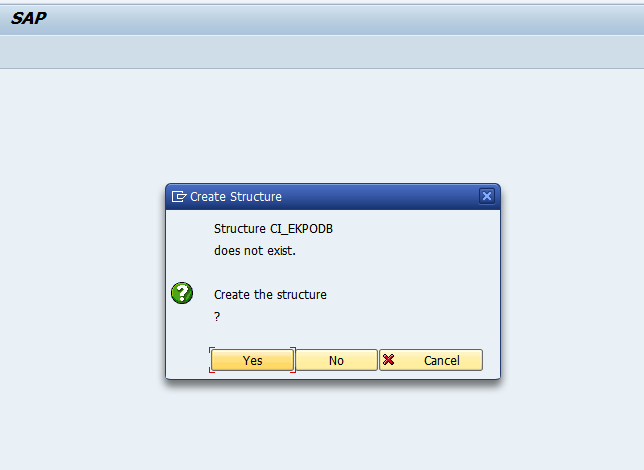 SAP
Create Structure
Structure CI_EKPODB
does not exist.
Create the structure
?
Yes No Cancel